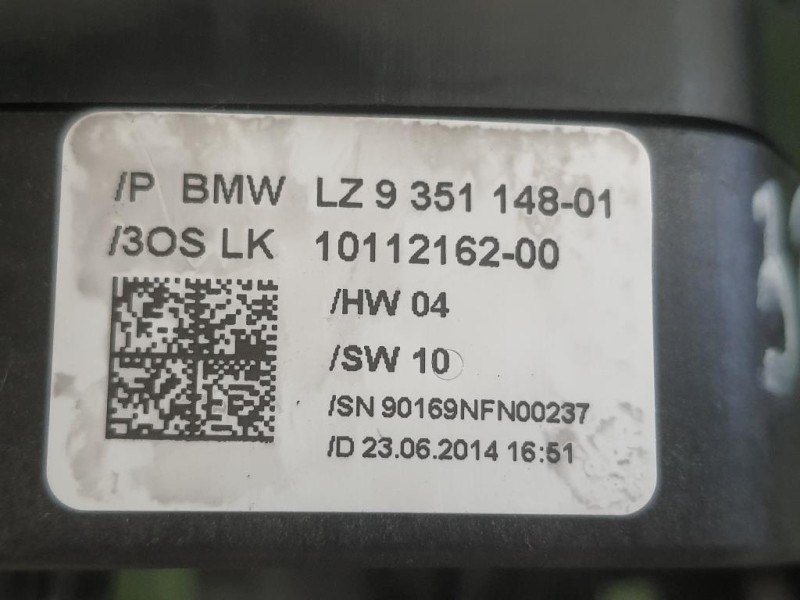 /P BMW LZ 9 351 148-01
/3OS LK 10112162-00
/HW 04
/SW 10
/SN 90169NFN00237
/D 23.06.2014 16:51